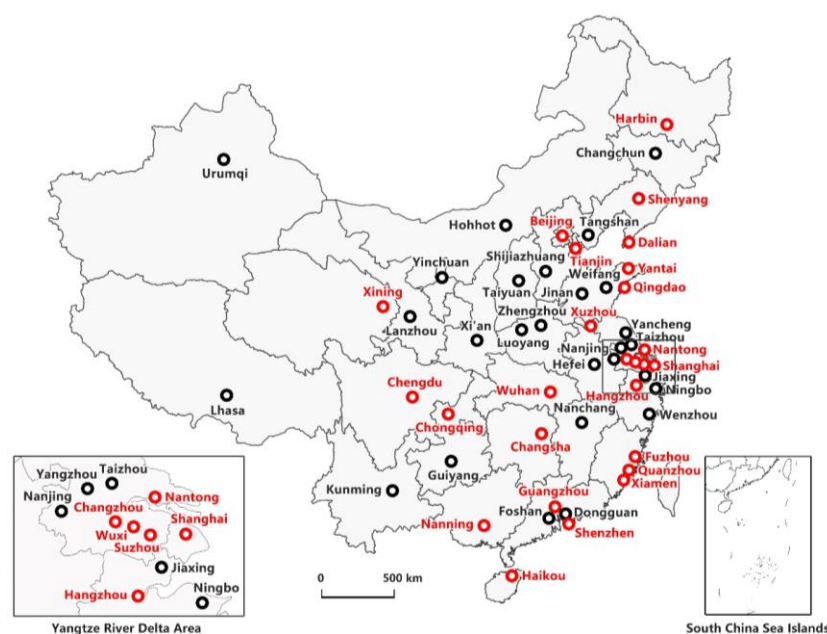 Harbin
Changchun
Urumqi
Shenyang
Beijing
Tangshan
Hohhot
Dalian
Tianjin
Shijiazhuang
Yinchuan
Weifang
Yantai
Taiyuan
Jinan
Qingdao
Xining
Zhengzhou
Xuzhou
Lanzhou
Xi'an
Luoyang
Yancheng
Taizhou
Nanjing
Nantong
Hefei
Shanghai
Jiaxing
Chengdu
Wuhan
Hangzhou
Ningbo
Lhasa
Nanchang
Wenzhou
Chongqing
Changsha
Fuzhou
Guiyang
Quanzhou
Xiamen
Kunming
Guangzhou
Foshan
Dongguan
Nanning
Shenzhen
Haikou
0
500 km
Yangzhou
Taizhou
Nanjing
Nantong
Changzhou
Shanghai
Wuxi
Suzhou
Jiaxing
Hangzhou
Ningbo
Yangtze River Delta Area
South China Sea Islands